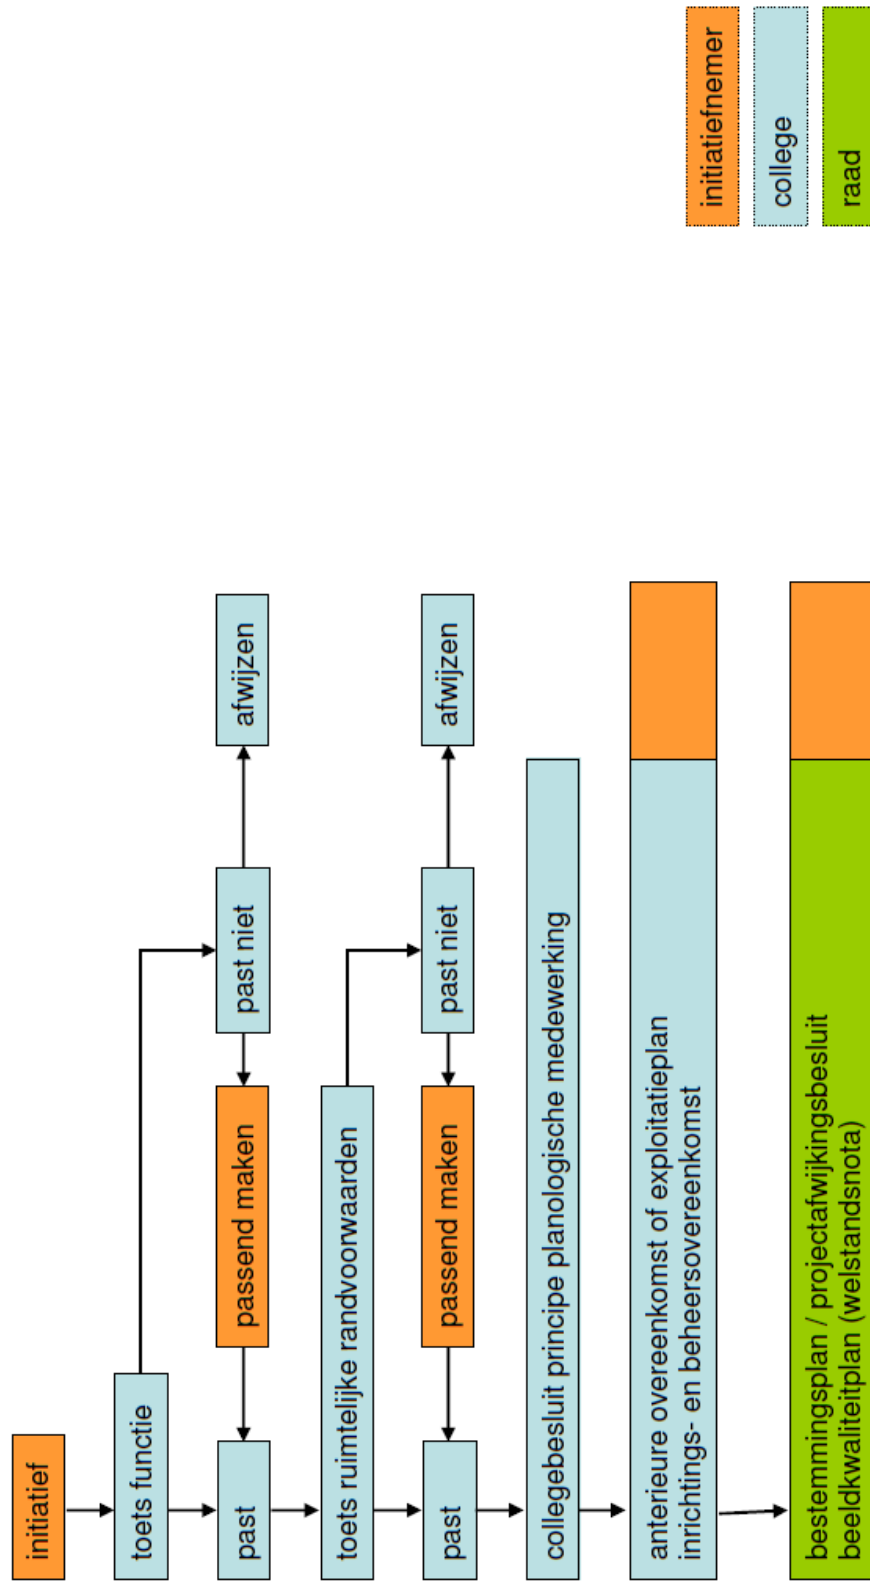 initiatief
toets functie
past
passend maken
past niet
afwijzen
toets ruimtelijke randvoorwaarden
past
passend maken
past niet
afwijzen
collegebesluit principe planologische medewerking
anterieure overeenkomst of exploitatieplan
inrichtings- en beheersovereenkomst
bestemmingsplan / projectafwijkingsbesluit
beeldkwaliteitplan (welstandsnota)
initiatiefnemer
college
raad